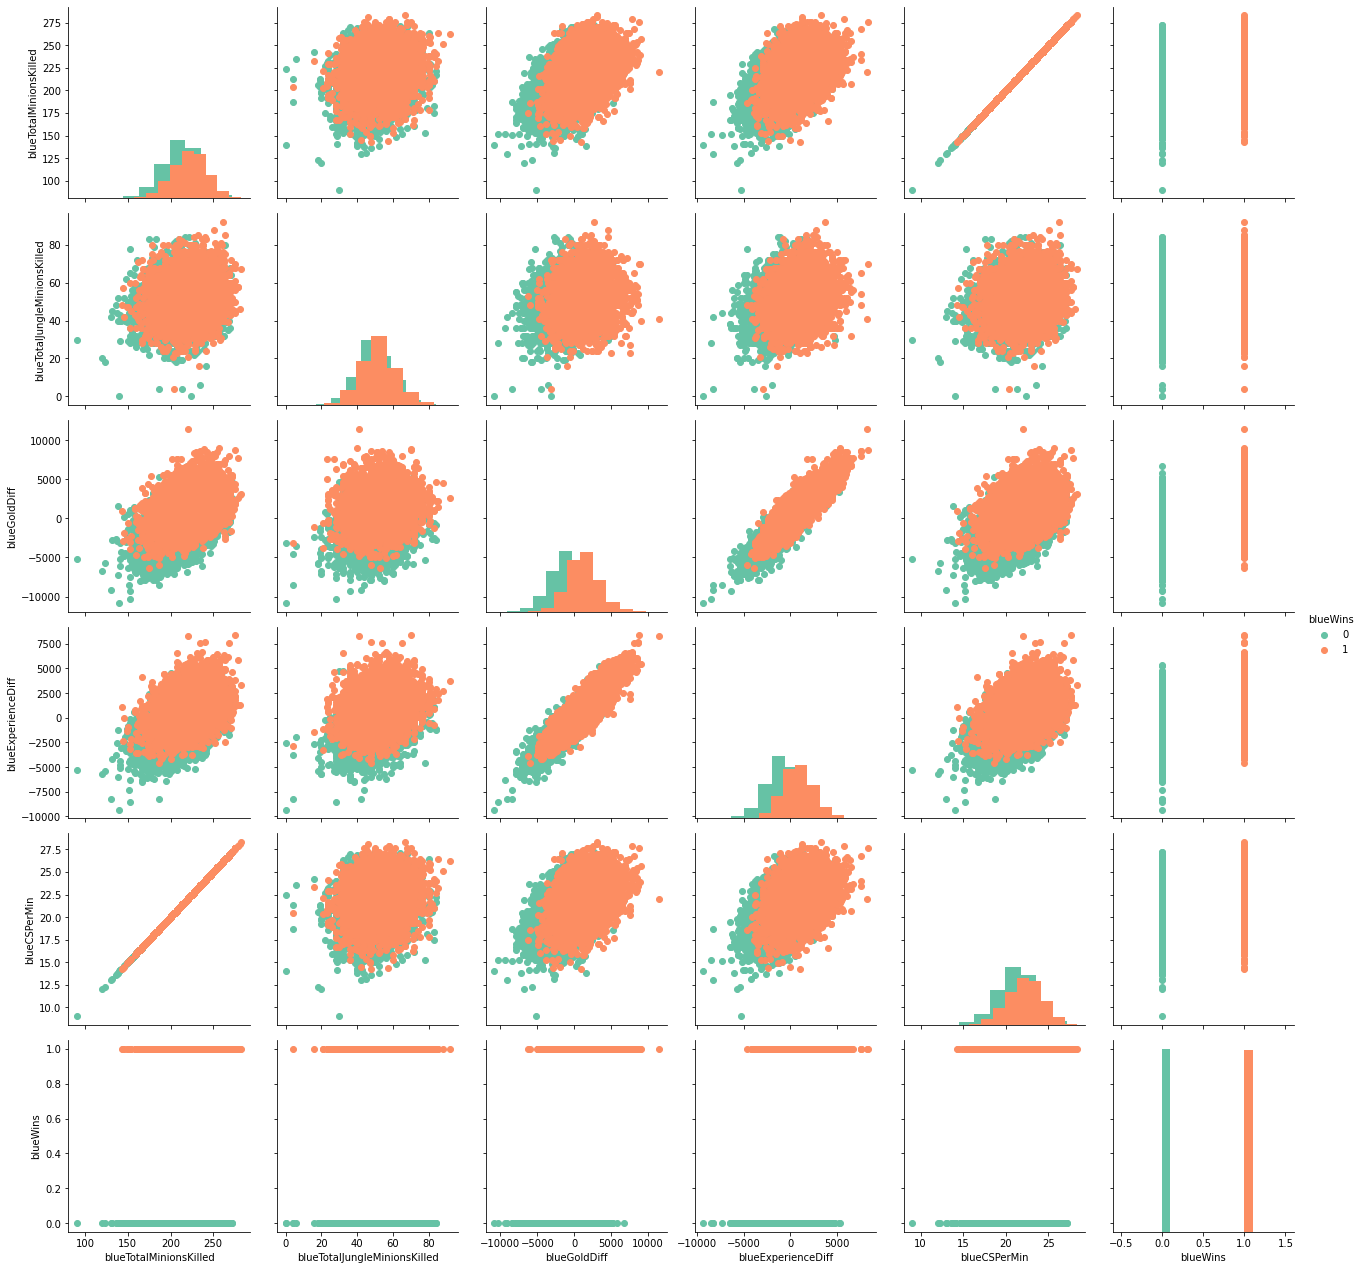 275
250
225
200
175
150
125
100
blueTotalMinionsKilled
80
60
40
20
0
blueTotalJungleMinionsKilled
10000
5000
0
−5000
−10000
blueGoldDiff
7500
5000
2500
0
−2500
−5000
−7500
−10000
blueExperienceDiff
blueWins
0
1
27.5
25.0
22.5
20.0
17.5
15.0
12.5
10.0
blueCSPerMin
1.0
0.8
0.6
0.4
0.2
0.0
blueWins
100 150 200 250
blueTotalMinionsKilled
0 20 40 60 80
blueTotalJungleMinionsKilled
−10000 −5000 0 5000 10000
blueGoldDiff
−10000 −5000 0 5000
blueExperienceDiff
10 15 20 25
blueCSPerMin
−0.5 0.0 0.5 1.0 1.5
blueWins